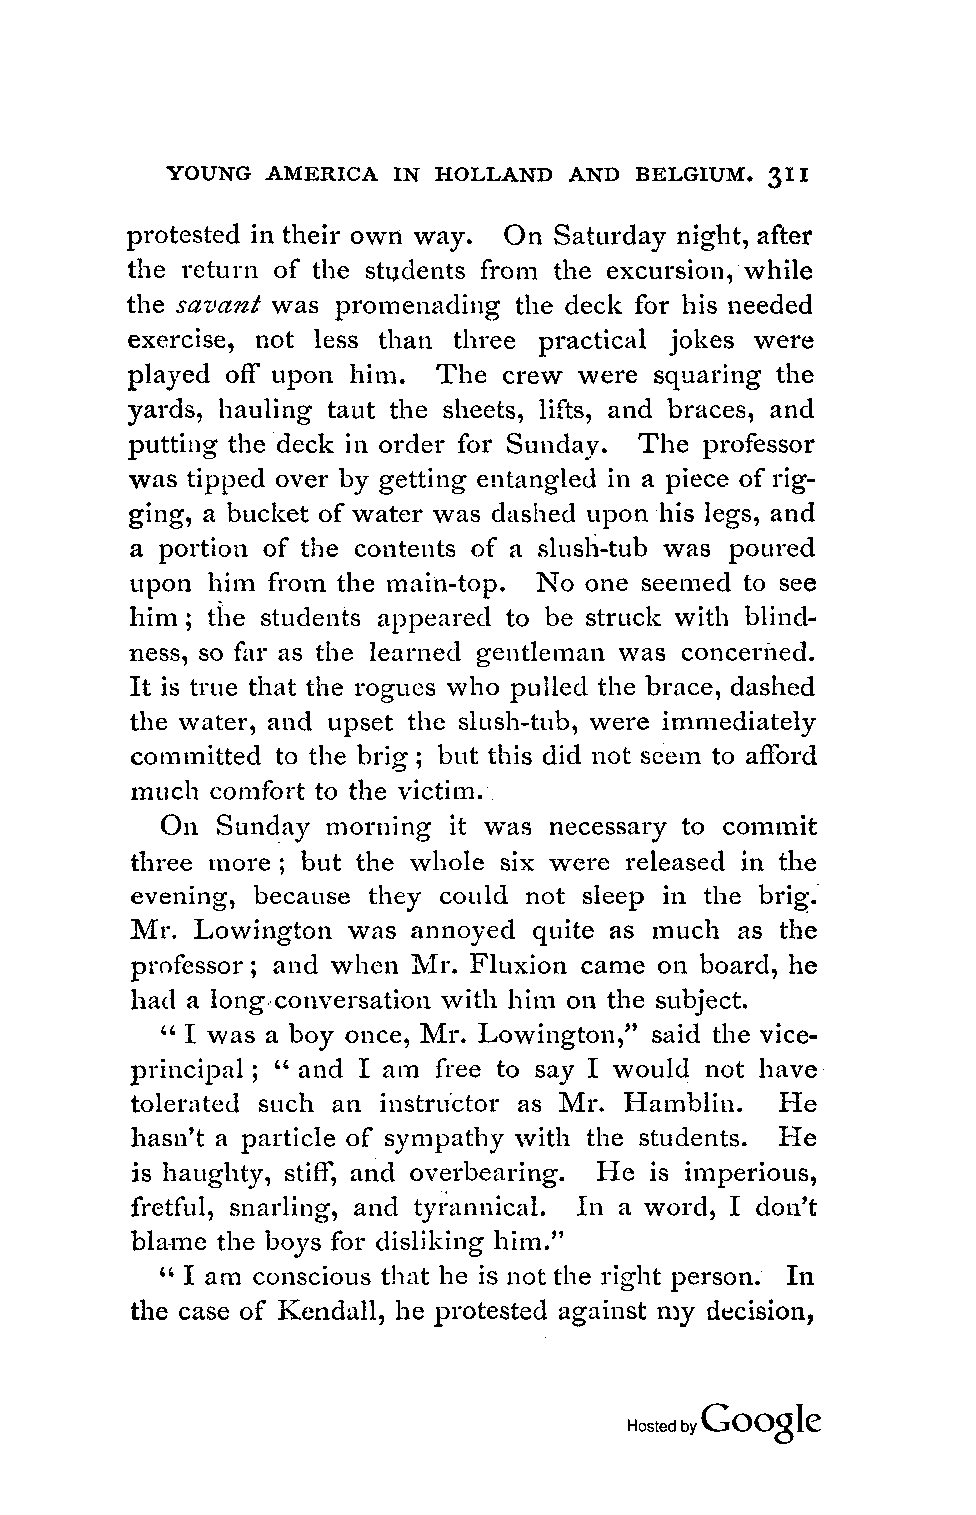 YOUNG AMERICA IN HOLLAND AND BELGIUM. 311
protested in their own way. On Saturday night, after
the return of the students from the excursion, while
the savant was promenading the deck for his needed
exercise, not less than three practical jokes were
played off upon him. The crew were squaring the
yards, hauling taut the sheets, lifts, and braces, and
putting the deck in order for Sunday. The professor
was tipped over by getting entangled in a piece of rig-
ging, a bucket of water was dashed upon his legs, and
a portion of the contents of a slush-tub was poured
upon him from the main-top. No one seemed to see
him; the students appeared to be struck with blind-
ness, so far as the learned gentleman was concerned.
It is true that the rogues who pulled the brace, dashed
the water, and upset the slush-tub, were immediately
committed to the brig; but this did not seem to afford
much comfort to the victim.
On Sunday morning it was necessary to commit
three more; but the whole six were released in the
evening, because they could not sleep in the brig.
Mr. Lowington was annoyed quite as much as the
professor; and when Mr. Fluxion came on board, he
had a long conversation with him on the subject.
"I was a boy once, Mr. Lowington," said the vice-
principal; "and I am free to say I would not have
tolerated such an instructor as Mr. Hamblin. He
hasn't a particle of sympathy with the students. He
is haughty, stiff, and overbearing. He is imperious,
fretful, snarling, and tyrannical. In a word, I don't
blame the boys for disliking him."
"I am conscious that he is not the right person. In
the case of Kendall, he protested against my decision,
Hosted by Google